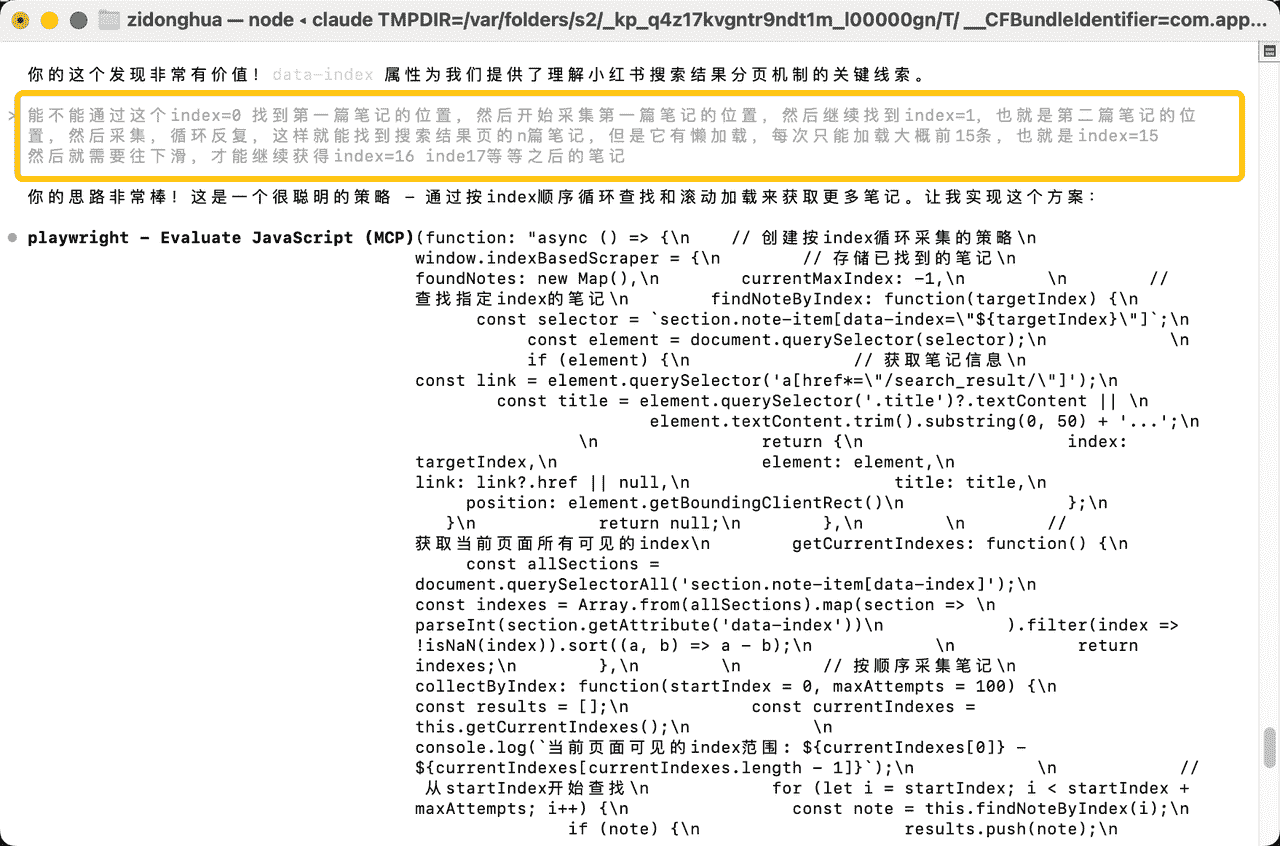 zidonghua — node ◂ claude TMPDIR=/var/folders/s2/_kp_q4z17kvgntr9ndt1m_l00000gn/T/ __CFBundleIdentifier=com.app...
你的这个发现非常有价值! data-index 属性为我们提供了理解小红书搜索结果分页机制的关键线索。
> 能不能通过这个index=0 找到第一篇笔记的位置, 然后开始采集第一篇笔记的位置, 然后继续找到index=1, 也就是第二篇笔记的位
置, 然后采集, 循环反复, 这样就能找到搜索结果页的n篇笔记, 但是它有懒加载, 每次只能加载大概前15条, 也就是index=15
然后就需要往下滑, 才能继续获得index=16 inde17等等之后的笔记
你的思路非常棒! 这是一个很聪明的策略 - 通过按index顺序循环查找和滚动加载来获取更多笔记。让我实现这个方案:
● playwright - Evaluate JavaScript (MCP)(function: "async () => {\n    // 创建按index循环采集的策略\n
window.indexBasedScraper = {\n        // 存储已找到的笔记\n
foundNotes: new Map(),\n        currentMaxIndex: -1,\n        \n        //
查找指定index的笔记\n        findNoteByIndex: function(targetIndex) {\n
const selector = `section.note-item[data-index=\"${targetIndex}\"]`;\n
const element = document.querySelector(selector);\n            \n
if (element) {\n                // 获取笔记信息\n
const link = element.querySelector('a[href*=\"/search_result/\"]');\n
const title = element.querySelector('.title')?.textContent || \n
element.textContent.trim().substring(0, 50) + '...';\n
\n                return {\n                    index:
targetIndex,\n                    element: element,\n
link: link?.href || null,\n                    title: title,\n
position: element.getBoundingClientRect()\n                };\n
}\n            return null;\n        },\n        \n        //
获取当前页面所有可见的index\n        getCurrentIndexes: function() {\n
const allSections =
document.querySelectorAll('section.note-item[data-index]');\n
const indexes = Array.from(allSections).map(section => \n
parseInt(section.getAttribute('data-index'))\n            ).filter(index =>
!isNaN(index)).sort((a, b) => a - b);\n            \n            return
indexes;\n        },\n        \n        // 按顺序采集笔记\n
collectByIndex: function(startIndex = 0, maxAttempts = 100) {\n
const results = [];\n            const currentIndexes =
this.getCurrentIndexes();\n            \n
console.log(`当前页面可见的index范围: ${currentIndexes[0]} -
${currentIndexes[currentIndexes.length - 1]}`);\n            \n            //
从startIndex开始查找\n            for (let i = startIndex; i < startIndex +
maxAttempts; i++) {\n                const note = this.findNoteByIndex(i);\n
if (note) {\n                    results.push(note);\n